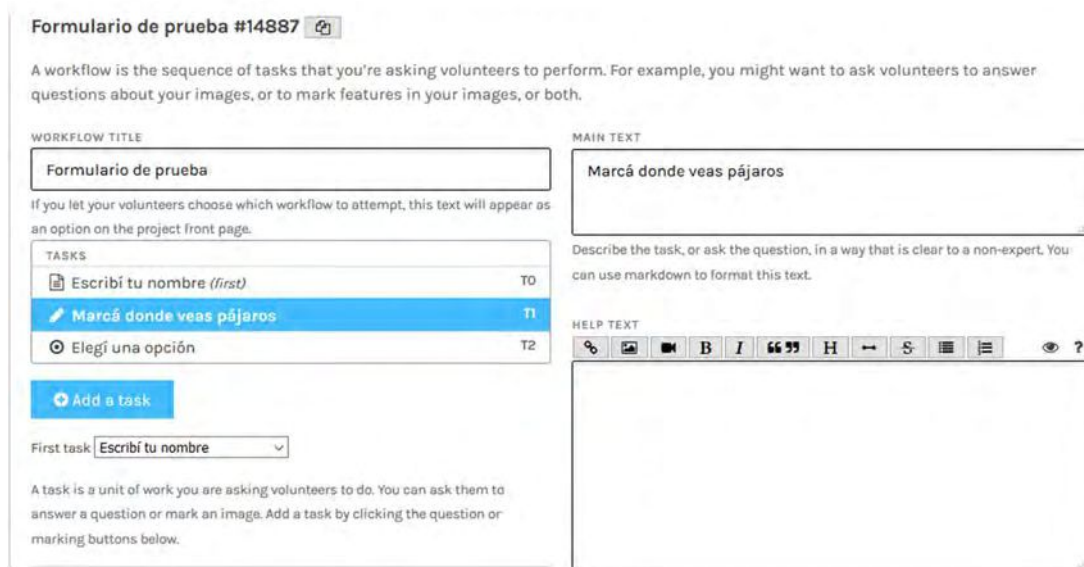 Formulario de prueba #14887
A workflow is the sequence of tasks that you're asking volunteers to perform. For example, you might want to ask volunteers to answer
questions about your images, or to mark features in your images, or both.
WORKFLOW TITLE
Formulario de prueba
If you let your volunteers choose which workflow to attempt, this text will appear as
an option on the project front page.
TASKS
Escribí tu nombre (first) T0
Marcá donde veas pájaros T1
Elegí una opción T2
Add a task
First task Escribí tu nombre
A task is a unit of work you are asking volunteers to do. You can ask them to
answer a question or mark an image. Add a task by clicking the question or
marking buttons below.
MAIN TEXT
Marcá donde veas pájaros
Describe the task, or ask the question, in a way that is clear to a non-expert. You
can use markdown to format this text.
HELP TEXT
B I ❝❞ H S ?